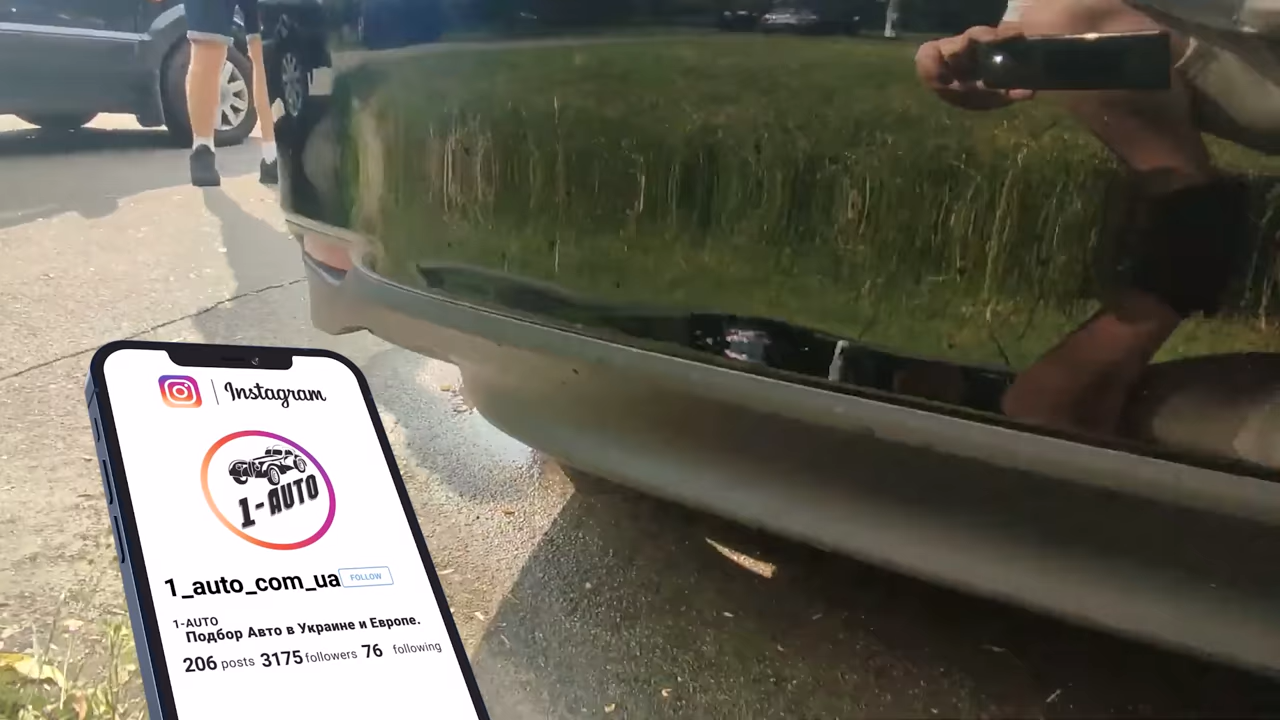 Instagram
1-AUTO
1_auto_com_ua FOLLOW
1-AUTO
Подбор Авто в Украине и Европе.
206 posts 3175 followers 76 following